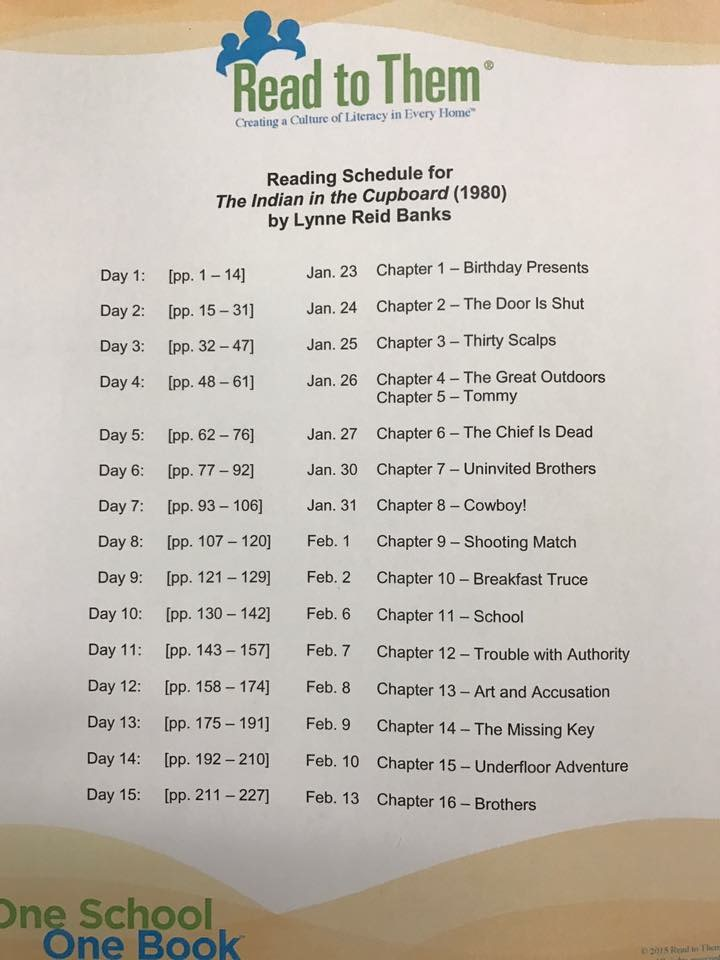 Read to Them®
Creating a Culture of Literacy in Every Home™
Reading Schedule for
The Indian in the Cupboard (1980)
by Lynne Reid Banks
Day 1: [pp. 1 – 14] Jan. 23 Chapter 1 – Birthday Presents
Day 2: [pp. 15 – 31] Jan. 24 Chapter 2 – The Door Is Shut
Day 3: [pp. 32 – 47] Jan. 25 Chapter 3 – Thirty Scalps
Day 4: [pp. 48 – 61] Jan. 26 Chapter 4 – The Great Outdoors
Chapter 5 – Tommy
Day 5: [pp. 62 – 76] Jan. 27 Chapter 6 – The Chief Is Dead
Day 6: [pp. 77 – 92] Jan. 30 Chapter 7 – Uninvited Brothers
Day 7: [pp. 93 – 106] Jan. 31 Chapter 8 – Cowboy!
Day 8: [pp. 107 – 120] Feb. 1 Chapter 9 – Shooting Match
Day 9: [pp. 121 – 129] Feb. 2 Chapter 10 – Breakfast Truce
Day 10: [pp. 130 – 142] Feb. 6 Chapter 11 – School
Day 11: [pp. 143 – 157] Feb. 7 Chapter 12 – Trouble with Authority
Day 12: [pp. 158 – 174] Feb. 8 Chapter 13 – Art and Accusation
Day 13: [pp. 175 – 191] Feb. 9 Chapter 14 – The Missing Key
Day 14: [pp. 192 – 210] Feb. 10 Chapter 15 – Underfloor Adventure
Day 15: [pp. 211 – 227] Feb. 13 Chapter 16 – Brothers
One School
One Book
© 2015 Read to Them